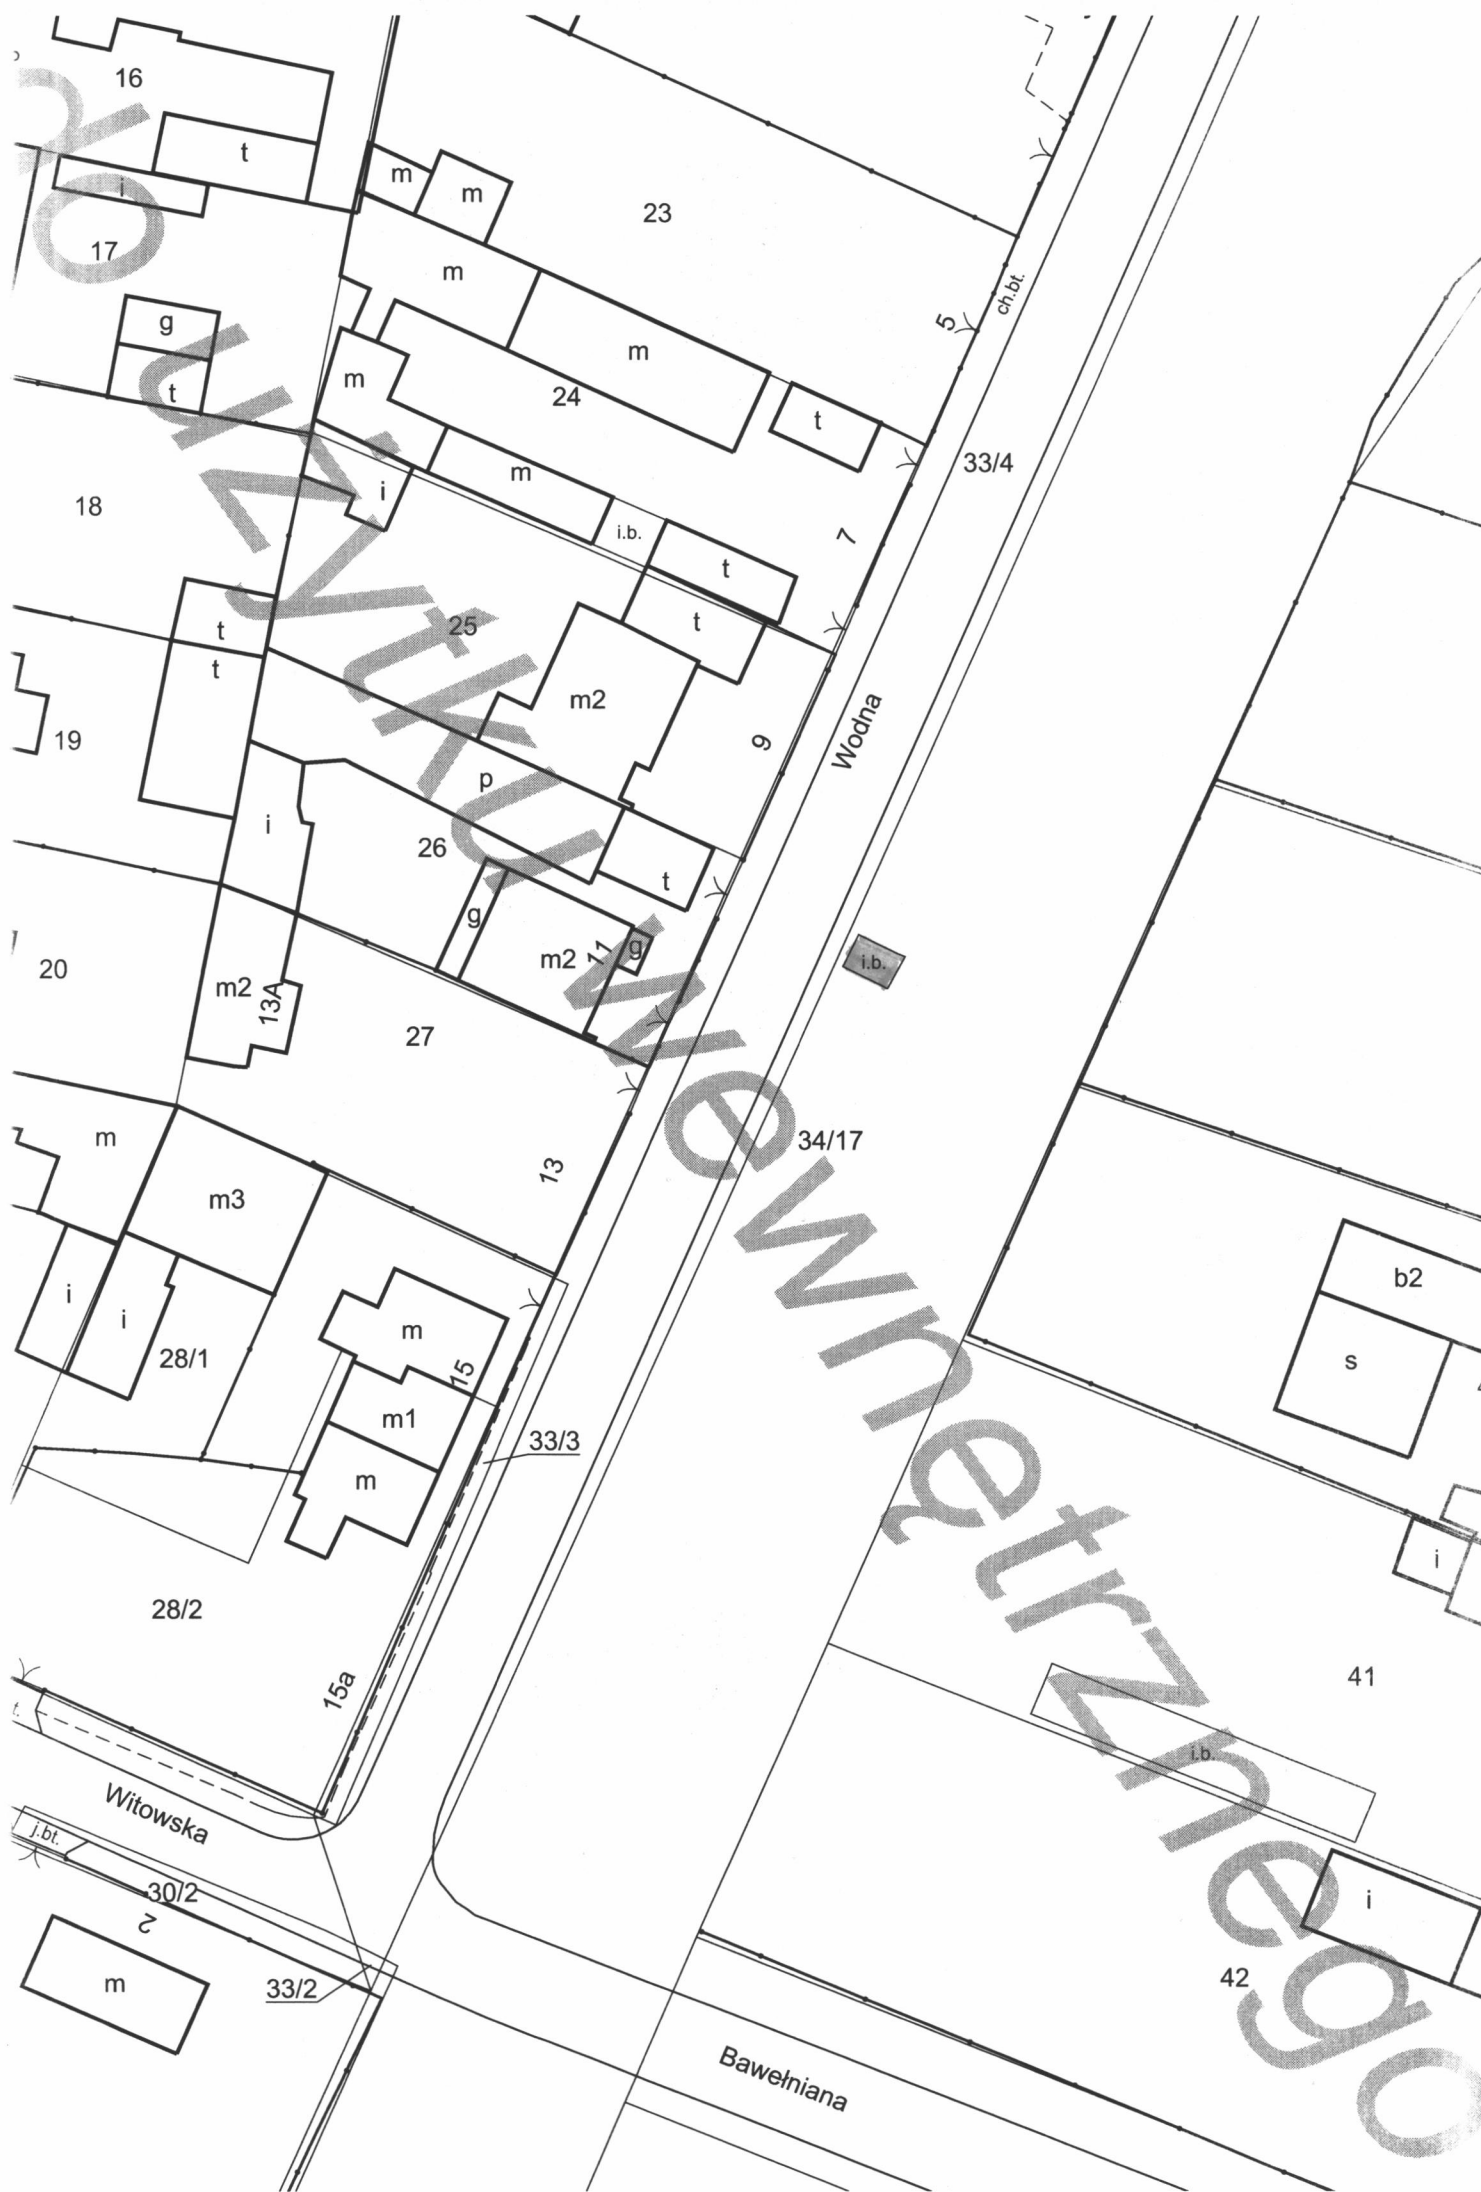 16
t
i
17
m
m
23
m
g
t
m
m
24
t
5
ch.bt.
33/4
18
i
m
i.b.
t
7
t
t
t
25
m2
9
Wodna
19
p
i
26
t
g
m2
11
g
i.b.
20
m2
13A
27
34/17
m
m3
13
i
i
28/1
m
15
m1
m
33/3
b2
s
i
28/2
15a
41
i.b.
t.
Witowska
j.bt.
30/2
2
m
33/2
i
42
Bawełniana
do użytku wewnętrznego